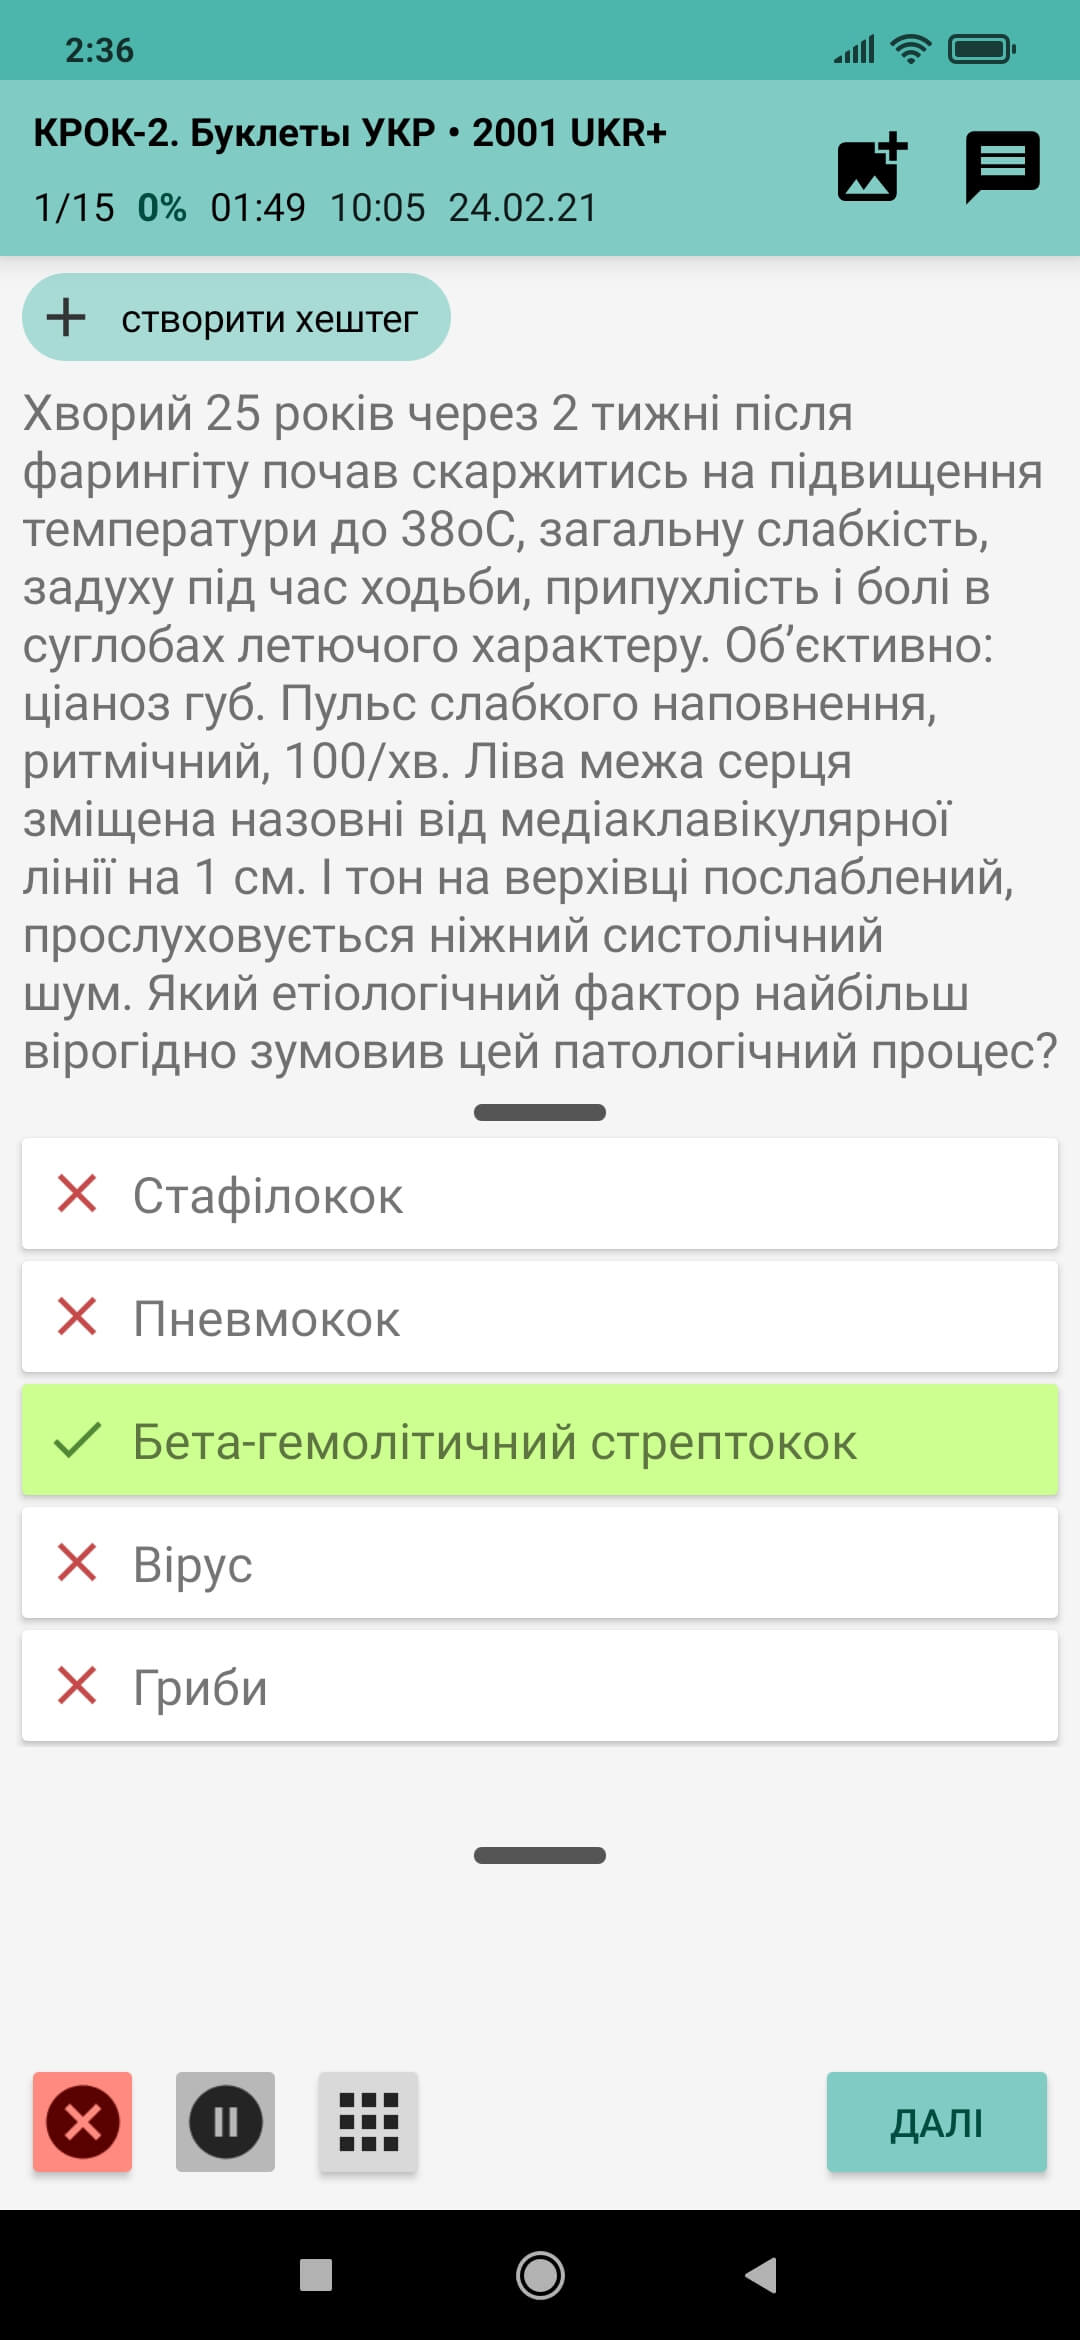 2:36
КРОК-2. Буклеты УКР • 2001 UKR+
1/15 0% 01:49 10:05 24.02.21
створити хештег
Хворий 25 років через 2 тижні після
фарингіту почав скаржитись на підвищення
температури до 38оС, загальну слабкість,
задуху під час ходьби, припухлість і болі в
суглобах летючого характеру. Об’єктивно:
ціаноз губ. Пульс слабкого наповнення,
ритмічний, 100/хв. Ліва межа серця
зміщена назовні від медіаклавікулярної
лінії на 1 см. І тон на верхівці послаблений,
прослуховується ніжний систолічний
шум. Який етіологічний фактор найбільш
вірогідно зумовив цей патологічний процес?
Стафілокок
Пневмокок
Бета-гемолітичний стрептокок
Вірус
Гриби
ДАЛІ